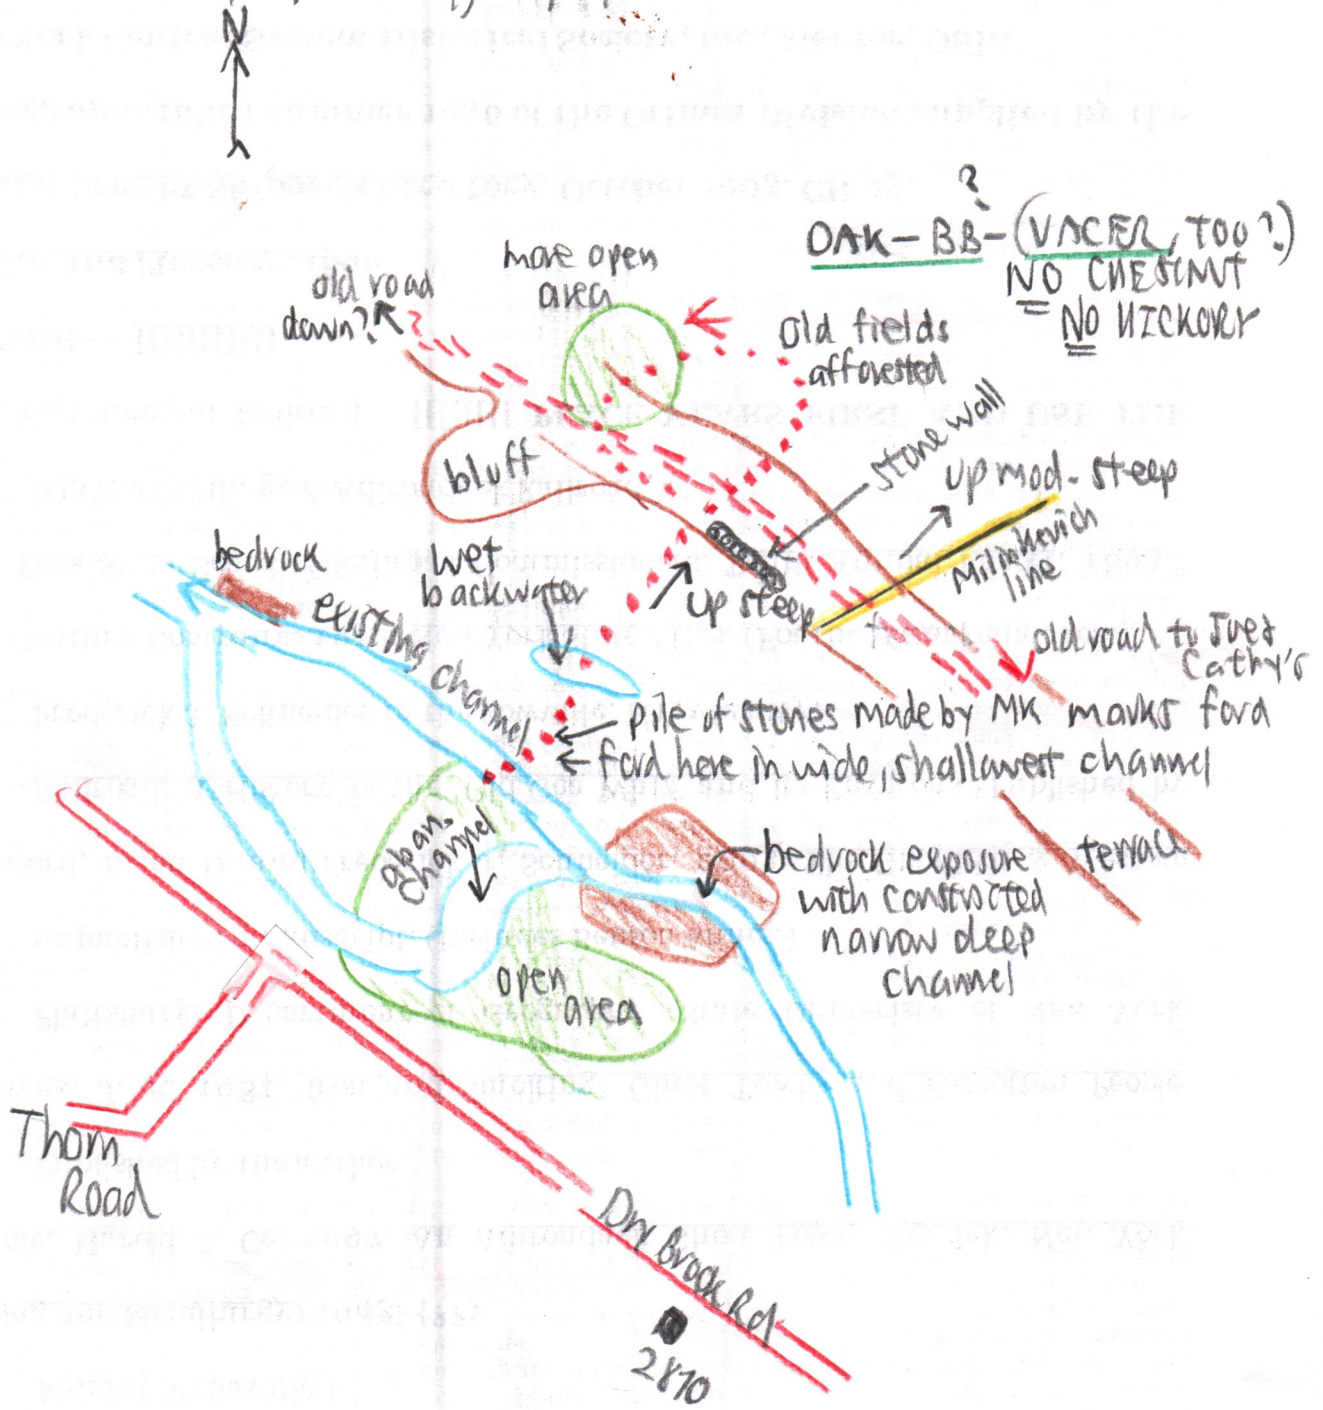 N
?
OAK-BB-(VACER, TOO?)
NO CHESTNUT
NO HICKORY
more open
area
old road
down?
?
old fields
afforested
stone wall
up mod-steep
Milinkevich
line
bluff
bedrock
wet
backwater
existing channel
up steep
old road to Joe &
Cathy's
pile of stones made by MK marks ford
ford here in wide, shallowest channel
aban.
channel
bedrock exposure
with constricted
narrow deep
channel
terrace
open
area
Thom
Road
Dry Brook Rd
2870